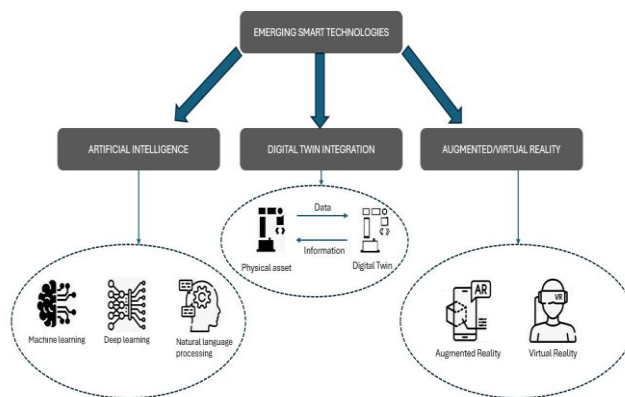 EMERGING SMART TECHNOLOGIES
ARTIFICIAL INTELLIGENCE
DIGITAL TWIN INTEGRATION
AUGMENTED/VIRTUAL REALITY
Data
Information
Physical asset
Digital Twin
Machine learning
Deep learning
Natural language
processing
AR
Augmented Reality
VR
Virtual Reality